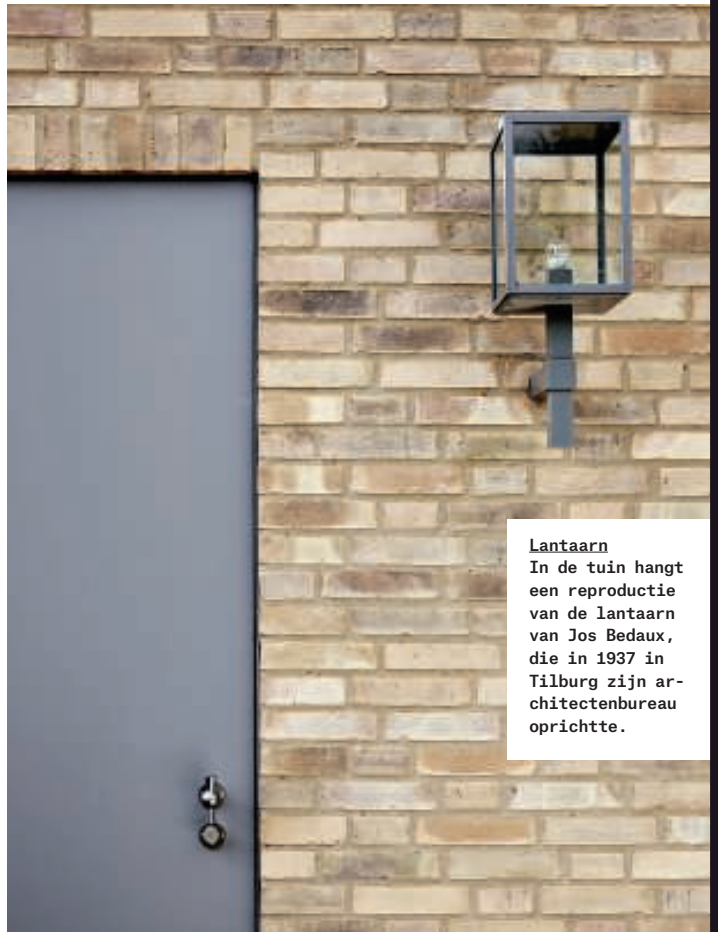 Lantaarn
In de tuin hangt
een reproductie
van de lantaarn
van Jos Bedaux,
die in 1937 in
Tilburg zijn ar-
chitectenbureau
oprichtte.